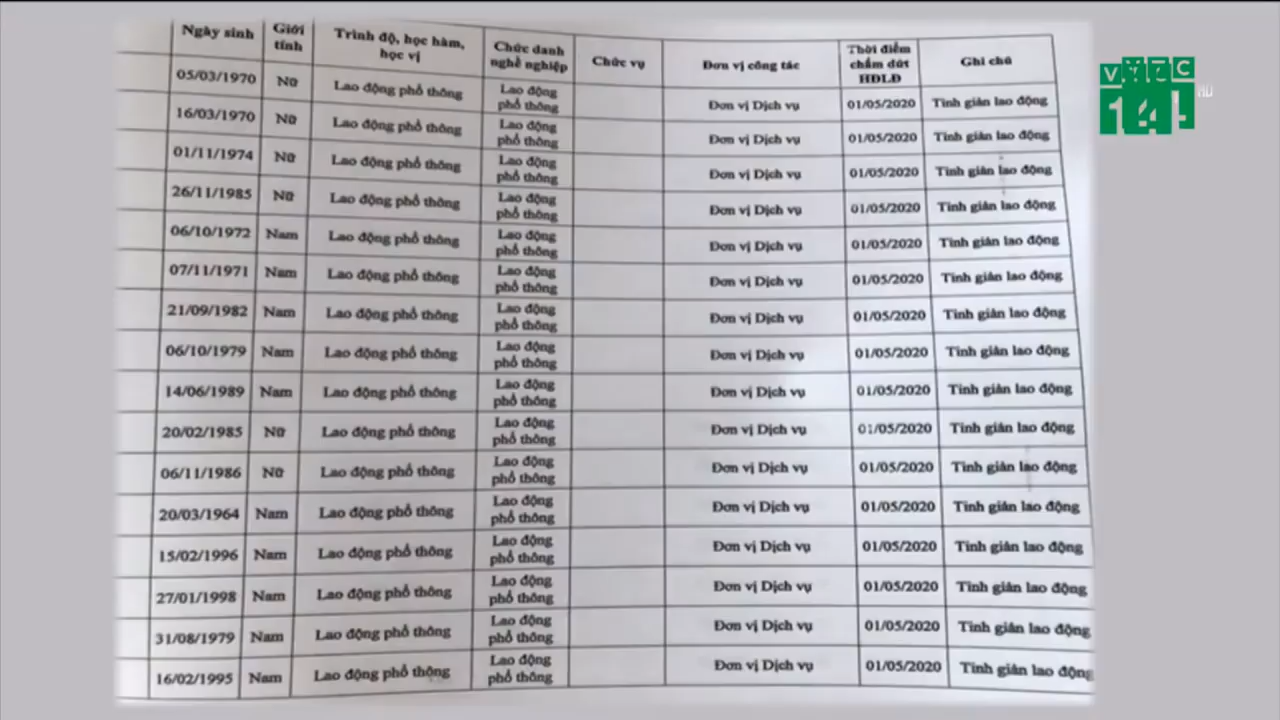 Ngày sinh Giới tính Trình độ, học hàm, học vị Chức danh nghề nghiệp Chức vụ Đơn vị công tác Thời điểm chấm dứt HĐLĐ Ghi chú
05/03/1970 Nữ Lao động phổ thông Lao động phổ thông Đơn vị Dịch vụ 01/05/2020 Tinh giản lao động
16/03/1970 Nữ Lao động phổ thông Lao động phổ thông Đơn vị Dịch vụ 01/05/2020 Tinh giản lao động
01/11/1974 Nữ Lao động phổ thông Lao động phổ thông Đơn vị Dịch vụ 01/05/2020 Tinh giản lao động
26/11/1985 Nữ Lao động phổ thông Lao động phổ thông Đơn vị Dịch vụ 01/05/2020 Tinh giản lao động
06/10/1972 Nam Lao động phổ thông Lao động phổ thông Đơn vị Dịch vụ 01/05/2020 Tinh giản lao động
07/11/1971 Nam Lao động phổ thông Lao động phổ thông Đơn vị Dịch vụ 01/05/2020 Tinh giản lao động
21/09/1982 Nam Lao động phổ thông Lao động phổ thông Đơn vị Dịch vụ 01/05/2020 Tinh giản lao động
06/10/1979 Nam Lao động phổ thông Lao động phổ thông Đơn vị Dịch vụ 01/05/2020 Tinh giản lao động
14/06/1989 Nam Lao động phổ thông Lao động phổ thông Đơn vị Dịch vụ 01/05/2020 Tinh giản lao động
20/02/1985 Nữ Lao động phổ thông Lao động phổ thông Đơn vị Dịch vụ 01/05/2020 Tinh giản lao động
06/11/1986 Nữ Lao động phổ thông Lao động phổ thông Đơn vị Dịch vụ 01/05/2020 Tinh giản lao động
20/03/1964 Nam Lao động phổ thông Lao động phổ thông Đơn vị Dịch vụ 01/05/2020 Tinh giản lao động
15/02/1996 Nam Lao động phổ thông Lao động phổ thông Đơn vị Dịch vụ 01/05/2020 Tinh giản lao động
27/01/1998 Nam Lao động phổ thông Lao động phổ thông Đơn vị Dịch vụ 01/05/2020 Tinh giản lao động
31/08/1979 Nam Lao động phổ thông Lao động phổ thông Đơn vị Dịch vụ 01/05/2020 Tinh giản lao động
16/02/1995 Nam Lao động phổ thông Lao động phổ thông Đơn vị Dịch vụ 01/05/2020 Tinh giản lao động
HD